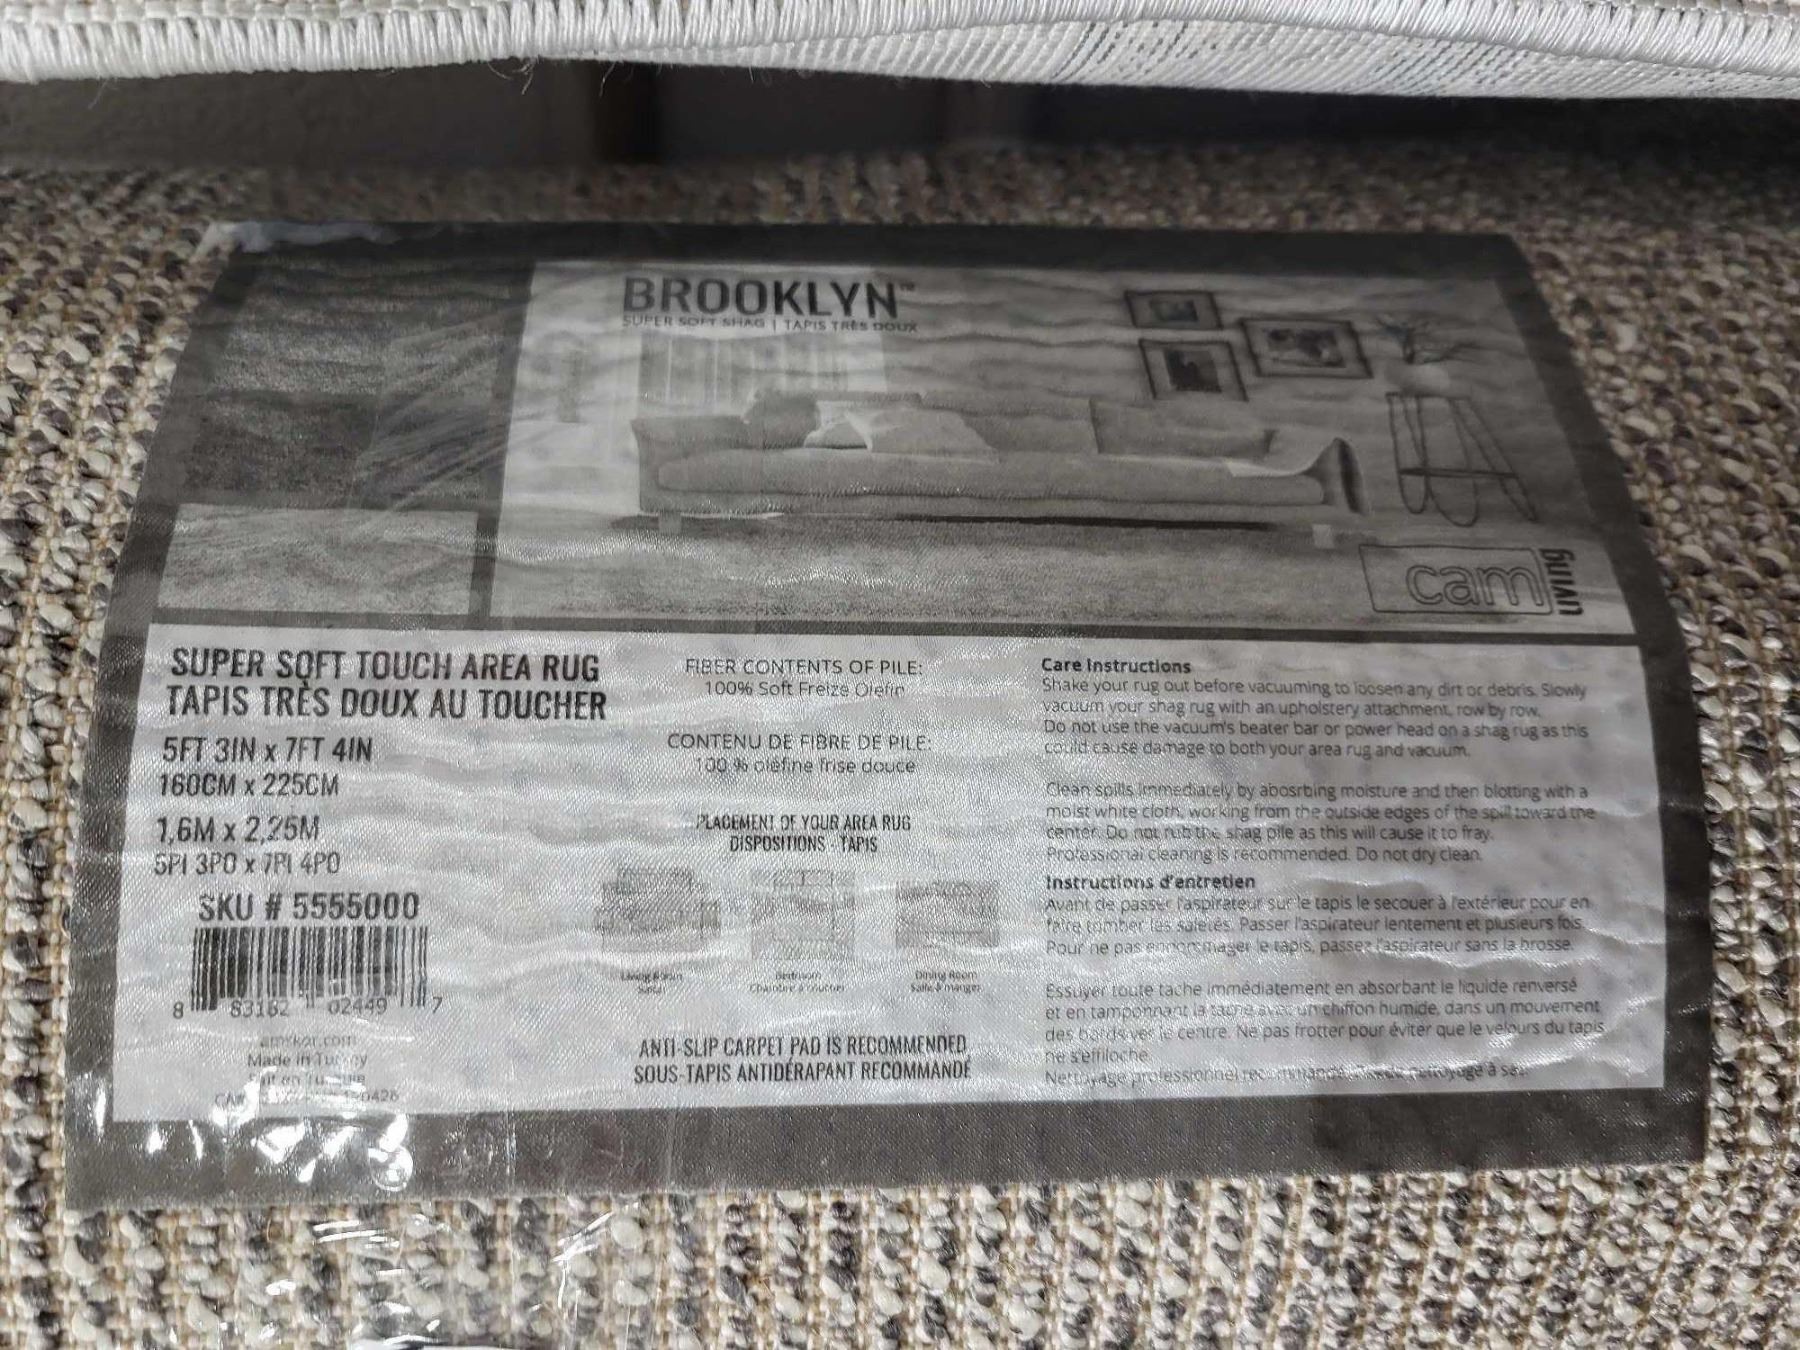 BROOKLYN™
SUPER SOFT SHAG | TAPIS TRÈS DOUX
cam LIVING
SUPER SOFT TOUCH AREA RUG
TAPIS TRÈS DOUX AU TOUCHER
5FT 3IN x 7FT 4IN
160CM x 225CM
1,6M x 2,25M
5PI 3PO x 7PI 4PO
SKU # 5555000
8 83182 02449 7
Made in
FIBER CONTENTS OF PILE:
100% Soft Freize Olefin
CONTENU DE FIBRE DE PILE:
100 % oléfine frise douce
PLACEMENT OF YOUR AREA RUG
DISPOSITIONS - TAPIS
Living Room
Salon
Bedroom
Chambre à coucher
Dining Room
Salle à manger
ANTI-SLIP CARPET PAD IS RECOMMENDED
SOUS-TAPIS ANTIDÉRAPANT RECOMMANDÉ
Care Instructions
Shake your rug out before vacuuming to loosen any dirt or debris. Slowly
vacuum your shag rug with an upholstery attachment, row by row.
Do not use the vacuum's beater bar or power head on a shag rug as this
could cause damage to both your area rug and vacuum.
Clean spills immediately by abosrbing moisture and then blotting with a
moist white cloth, working from the outside edges of the spill toward the
center. Do not rub the shag pile as this will cause it to fray.
Professional cleaning is recommended. Do not dry clean.
Instructions d'entretien
Avant de passer l'aspirateur sur le tapis le secouer à l'extérieur pour en
faire tomber les saletés. Passer l'aspirateur lentement et plusieurs fois.
Pour ne pas endommager le tapis, passez l'aspirateur sans la brosse.
Essuyer toute tache immédiatement en absorbant le liquide renversé
et en tamponnant la tache avec un chiffon humide, dans un mouvement
des bords ver le centre. Ne pas frotter pour éviter que le velours du tapis
ne s'effiloche.
Nettoyage professionnel nettoyage à sec